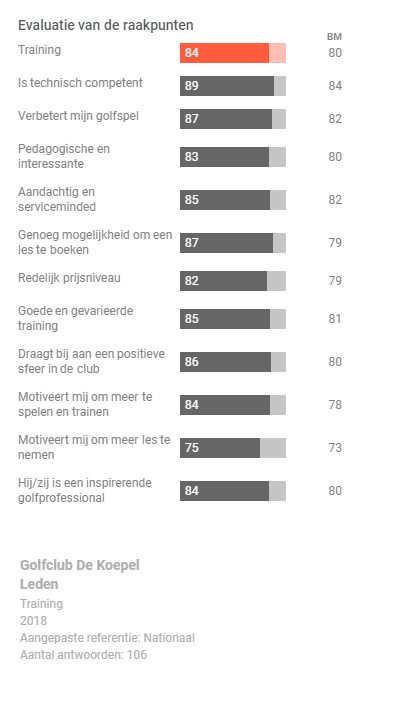 Evaluatie van de raakpunten
BM
Training 84 80
Is technisch competent 89 84
Verbetert mijn golfspel 87 82
Pedagogische en
interessante 83 80
Aandachtig en
serviceminded 85 82
Genoeg mogelijkheid om een
les te boeken 87 79
Redelijk prijsniveau 82 79
Goede en gevarieerde
training 85 81
Draagt bij aan een positieve
sfeer in de club 86 80
Motiveert mij om meer te
spelen en trainen 84 78
Motiveert mij om meer les te
nemen 75 73
Hij/zij is een inspirerende
golfprofessional 84 80
Golfclub De Koepel
Leden
Training
2018
Aangepaste referentie: Nationaal
Aantal antwoorden: 106